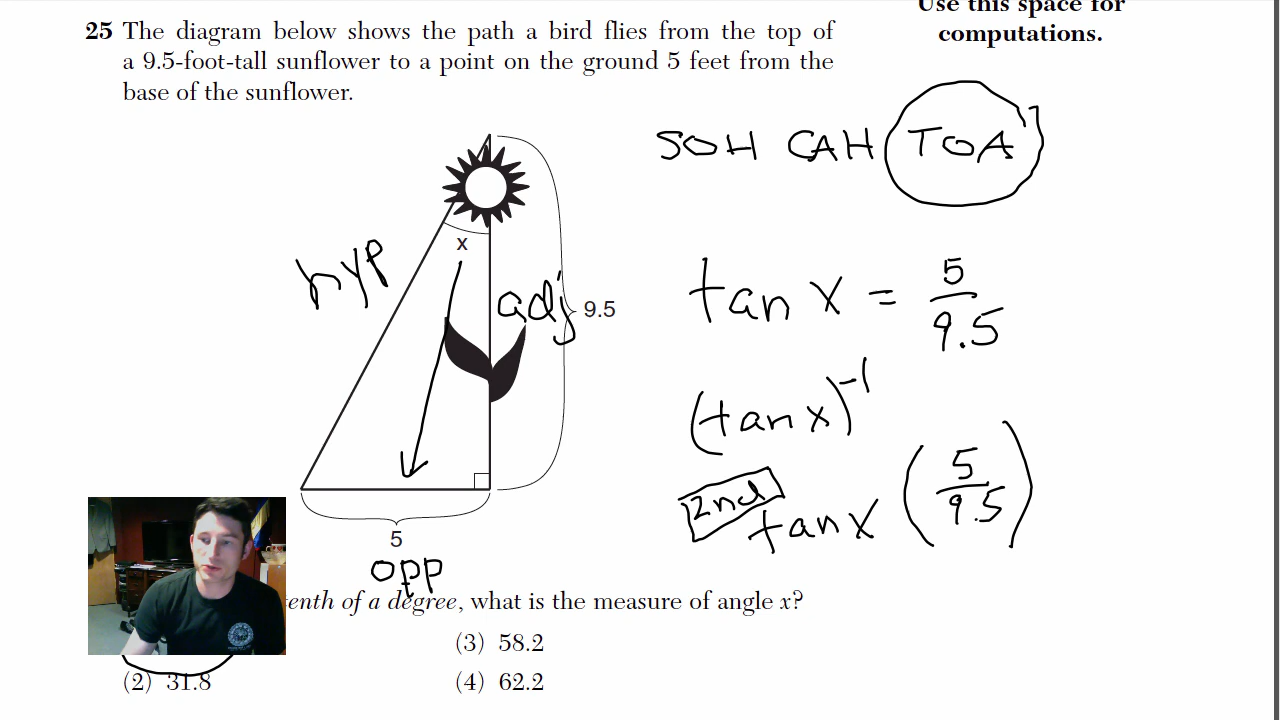 Use this space for
computations.
25 The diagram below shows the path a bird flies from the top of
a 9.5-foot-tall sunflower to a point on the ground 5 feet from the
base of the sunflower.
SOH CAH TOA
x
hyp
adj
9.5
tan x = 5/9.5
(tan x)^-1
2nd tan x (5/9.5)
5
opp
enth of a degree, what is the measure of angle x?
(3) 58.2
(2) 31.8
(4) 62.2